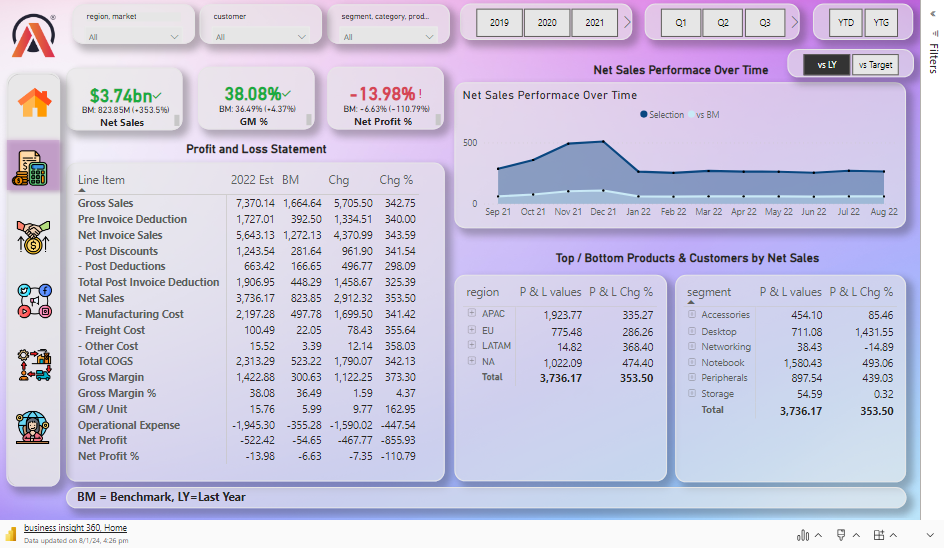 region, market
All
customer
All
segment, category, prod...
All
2019 2020 2021
Q1 Q2 Q3
YTD YTG
vs LY vs Target
«
Filters
$3.74bn
BM: 823.85M (+353.5%)
Net Sales
38.08%
BM: 36.49% (+4.37%)
GM %
-13.98% !
BM: -6.63% (-110.79%)
Net Profit %
Net Sales Performace Over Time
Net Sales Performace Over Time
Selection vs BM
500
0
Sep 21 Oct 21 Nov 21 Dec 21 Jan 22 Feb 22 Mar 22 Apr 22 May 22 Jun 22 Jul 22 Aug 22
Profit and Loss Statement
Line Item 2022 Est BM Chg Chg %
Gross Sales 7,370.14 1,664.64 5,705.50 342.75
Pre Invoice Deduction 1,727.01 392.50 1,334.51 340.00
Net Invoice Sales 5,643.13 1,272.13 4,370.99 343.59
- Post Discounts 1,243.54 281.64 961.90 341.54
- Post Deductions 663.42 166.65 496.77 298.09
Total Post Invoice Deduction 1,906.95 448.29 1,458.67 325.39
Net Sales 3,736.17 823.85 2,912.32 353.50
- Manufacturing Cost 2,197.28 497.78 1,699.50 341.42
- Freight Cost 100.49 22.05 78.43 355.64
- Other Cost 15.52 3.39 12.14 358.03
Total COGS 2,313.29 523.22 1,790.07 342.13
Gross Margin 1,422.88 300.63 1,122.25 373.30
Gross Margin % 38.08 36.49 1.59 4.37
GM / Unit 15.76 5.99 9.77 162.95
Operational Expense -1,945.30 -355.28 -1,590.02 -447.54
Net Profit -522.42 -54.65 -467.77 -855.93
Net Profit % -13.98 -6.63 -7.35 -110.79
Top / Bottom Products & Customers by Net Sales
region P & L values P & L Chg %
APAC 1,923.77 335.27
EU 775.48 286.26
LATAM 14.82 368.40
NA 1,022.09 474.40
Total 3,736.17 353.50
segment P & L values P & L Chg %
Accessories 454.10 85.46
Desktop 711.08 1,431.55
Networking 38.43 -14.89
Notebook 1,580.43 493.06
Peripherals 897.54 439.03
Storage 54.59 0.32
Total 3,736.17 353.50
BM = Benchmark, LY=Last Year
business insight 360, Home
Data updated on 8/1/24, 4:26 pm